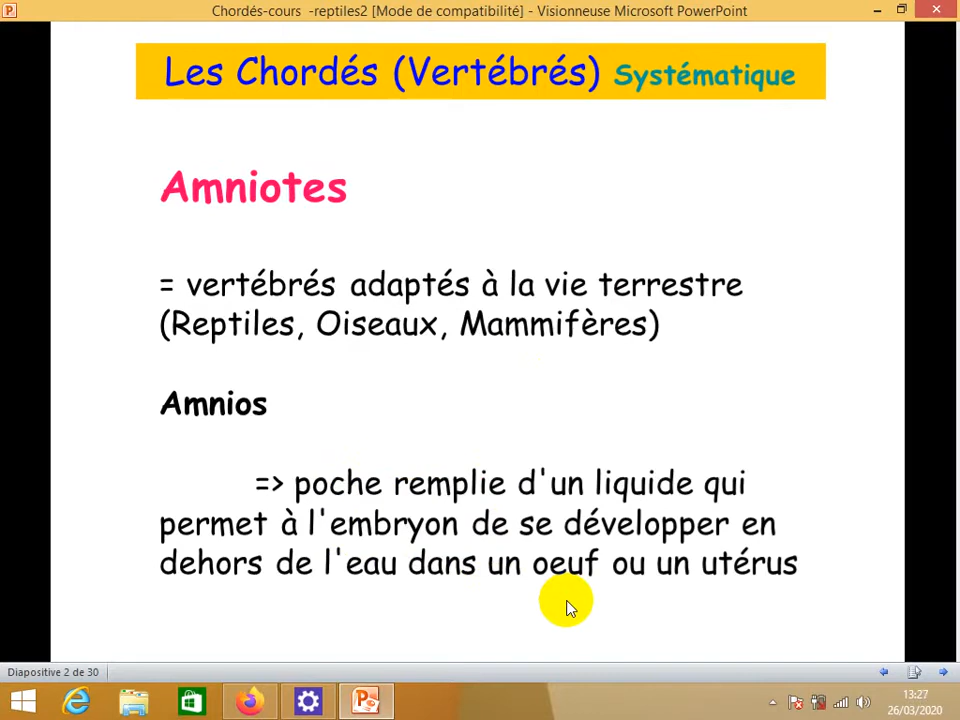 Chordés-cours -reptiles2 [Mode de compatibilité] - Visionneuse Microsoft PowerPoint
Les Chordés (Vertébrés) Systématique
Amniotes
= vertébrés adaptés à la vie terrestre
(Reptiles, Oiseaux, Mammifères)
Amnios
=> poche remplie d'un liquide qui
permet à l'embryon de se développer en
dehors de l'eau dans un oeuf ou un utérus
Diapositive 2 de 30
13:27
26/03/2020